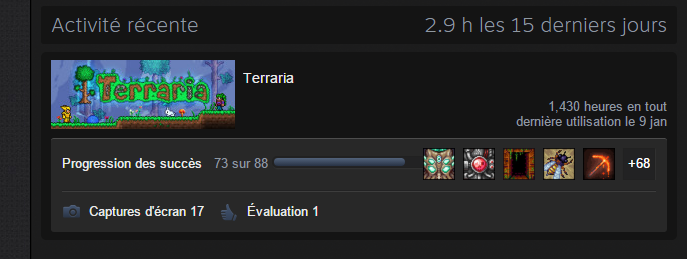 Activité récente 2.9 h les 15 derniers jours
Terraria
Terraria
1,430 heures en tout
dernière utilisation le 9 jan
Progression des succès 73 sur 88 +68
Captures d'écran 17 Évaluation 1